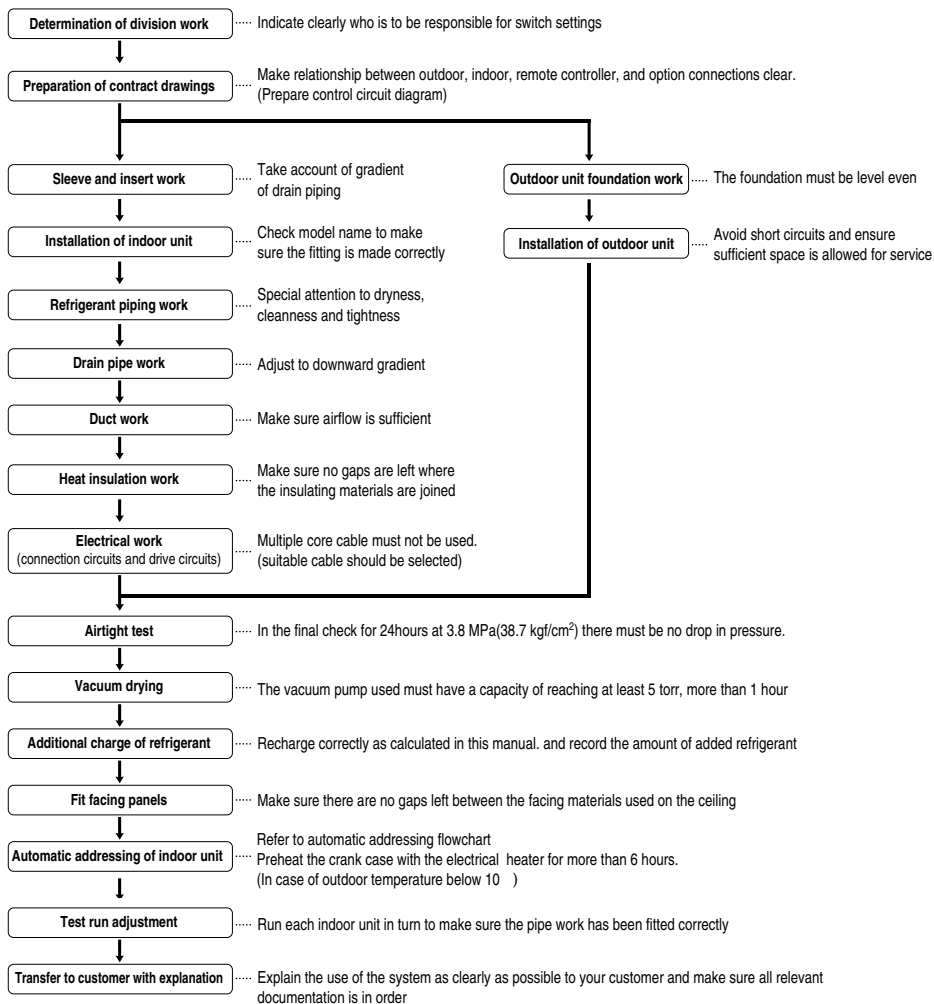 Determination of division work ····· Indicate clearly who is to be responsible for switch settings
Preparation of contract drawings ····· Make relationship between outdoor, indoor, remote controller, and option connections clear.
(Prepare control circuit diagram)
Sleeve and insert work ····· Take account of gradient
of drain piping
Outdoor unit foundation work ····· The foundation must be level even
Installation of indoor unit ····· Check model name to make
sure the fitting is made correctly
Installation of outdoor unit ····· Avoid short circuits and ensure
sufficient space is allowed for service
Refrigerant piping work ····· Special attention to dryness,
cleanness and tightness
Drain pipe work ····· Adjust to downward gradient
Duct work ····· Make sure airflow is sufficient
Heat insulation work ····· Make sure no gaps are left where
the insulating materials are joined
Electrical work
(connection circuits and drive circuits) ····· Multiple core cable must not be used.
(suitable cable should be selected)
Airtight test ····· In the final check for 24hours at 3.8 MPa(38.7 kgf/cm²) there must be no drop in pressure.
Vacuum drying ····· The vacuum pump used must have a capacity of reaching at least 5 torr, more than 1 hour
Additional charge of refrigerant ····· Recharge correctly as calculated in this manual. and record the amount of added refrigerant
Fit facing panels ····· Make sure there are no gaps left between the facing materials used on the ceiling
Automatic addressing of indoor unit ····· Refer to automatic addressing flowchart
Preheat the crank case with the electrical heater for more than 6 hours.
(In case of outdoor temperature below 10 )
Test run adjustment ····· Run each indoor unit in turn to make sure the pipe work has been fitted correctly
Transfer to customer with explanation ····· Explain the use of the system as clearly as possible to your customer and make sure all relevant
documentation is in order